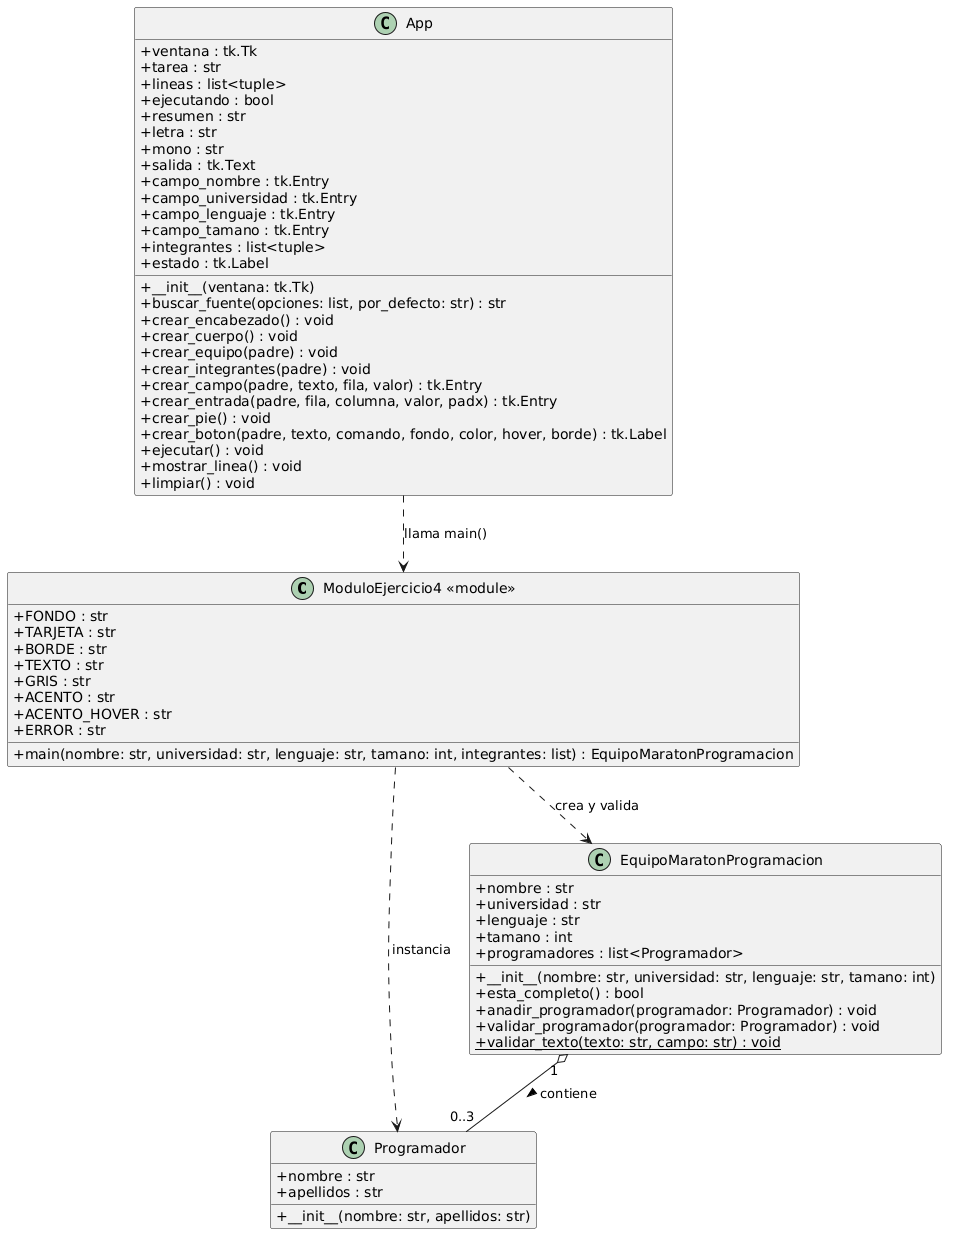 C App
+ventana : tk.Tk
+tarea : str
+lineas : list<tuple>
+ejecutando : bool
+resumen : str
+letra : str
+mono : str
+salida : tk.Text
+campo_nombre : tk.Entry
+campo_universidad : tk.Entry
+campo_lenguaje : tk.Entry
+campo_tamano : tk.Entry
+integrantes : list<tuple>
+estado : tk.Label
+__init__(ventana: tk.Tk)
+buscar_fuente(opciones: list, por_defecto: str) : str
+crear_encabezado() : void
+crear_cuerpo() : void
+crear_equipo(padre) : void
+crear_integrantes(padre) : void
+crear_campo(padre, texto, fila, valor) : tk.Entry
+crear_entrada(padre, fila, columna, valor, padx) : tk.Entry
+crear_pie() : void
+crear_boton(padre, texto, comando, fondo, color, hover, borde) : tk.Label
+ejecutar() : void
+mostrar_linea() : void
+limpiar() : void
llama main()
C ModuloEjercicio4 «module»
+FONDO : str
+TARJETA : str
+BORDE : str
+TEXTO : str
+GRIS : str
+ACENTO : str
+ACENTO_HOVER : str
+ERROR : str
+main(nombre: str, universidad: str, lenguaje: str, tamano: int, integrantes: list) : EquipoMaratonProgramacion
crea y valida
C EquipoMaratonProgramacion
+nombre : str
+universidad : str
+lenguaje : str
+tamano : int
+programadores : list<Programador>
+__init__(nombre: str, universidad: str, lenguaje: str, tamano: int)
+esta_completo() : bool
+anadir_programador(programador: Programador) : void
+validar_programador(programador: Programador) : void
+validar_texto(texto: str, campo: str) : void
instancia
1
contiene
0..3
C Programador
+nombre : str
+apellidos : str
+__init__(nombre: str, apellidos: str)